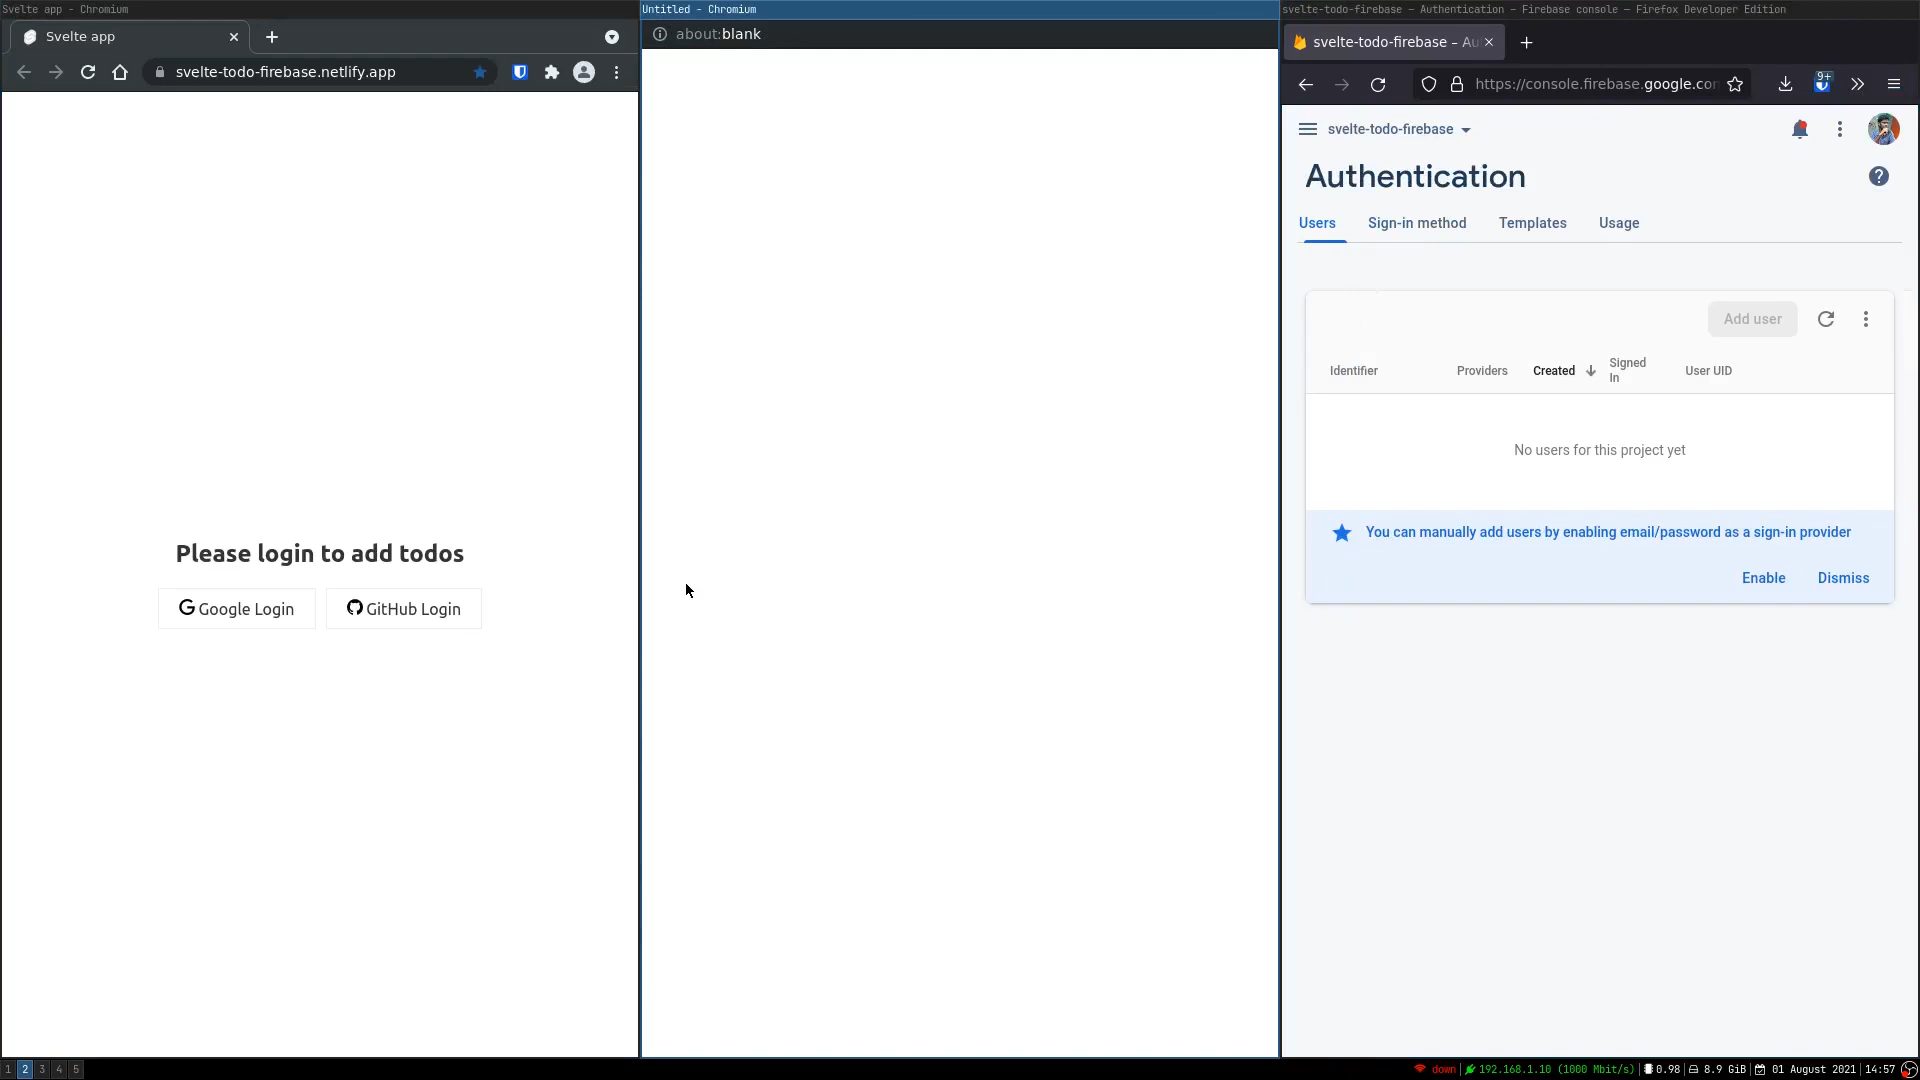 Svelte app - Chromium
Svelte app
svelte-todo-firebase.netlify.app
Please login to add todos
Google Login
GitHub Login
Untitled - Chromium
about:blank
svelte-todo-firebase – Authentication – Firebase console — Firefox Developer Edition
svelte-todo-firebase – Au
https://console.firebase.google.co
9+
svelte-todo-firebase
Authentication
Users
Sign-in method
Templates
Usage
Add user
Identifier
Providers
Created
Signed
In
User UID
No users for this project yet
You can manually add users by enabling email/password as a sign-in provider
Enable
Dismiss
1 2 3 4 5
down | 192.168.1.10 (1000 Mbit/s) | 0.98 | 8.9 GiB | 01 August 2021 | 14:57